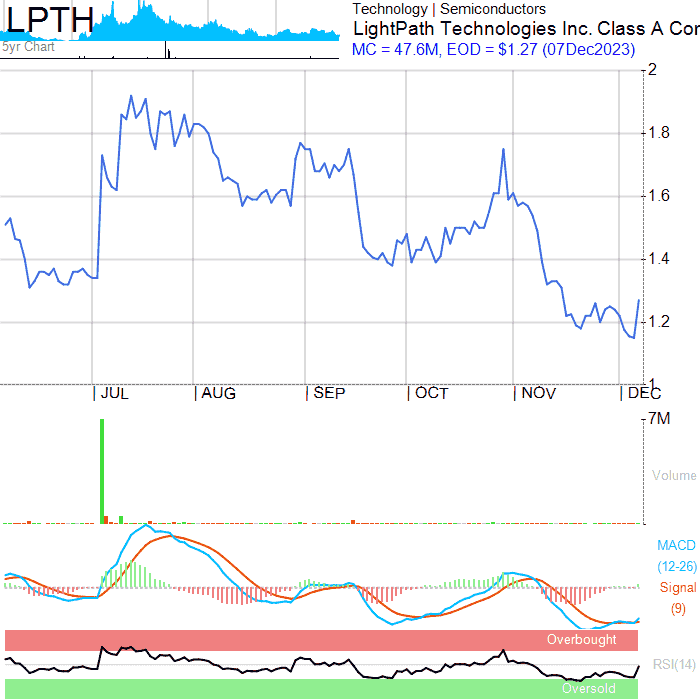 LPTH
5yr Chart
Technology | Semiconductors
LightPath Technologies Inc. Class A Con
MC = 47.6M, EOD = $1.27 (07Dec2023)
2
1.8
1.6
1.4
1.2
1
JUL AUG SEP OCT NOV DEC
7M
Volume
MACD
(12-26)
Signal
(9)
Overbought
RSI(14)
Oversold